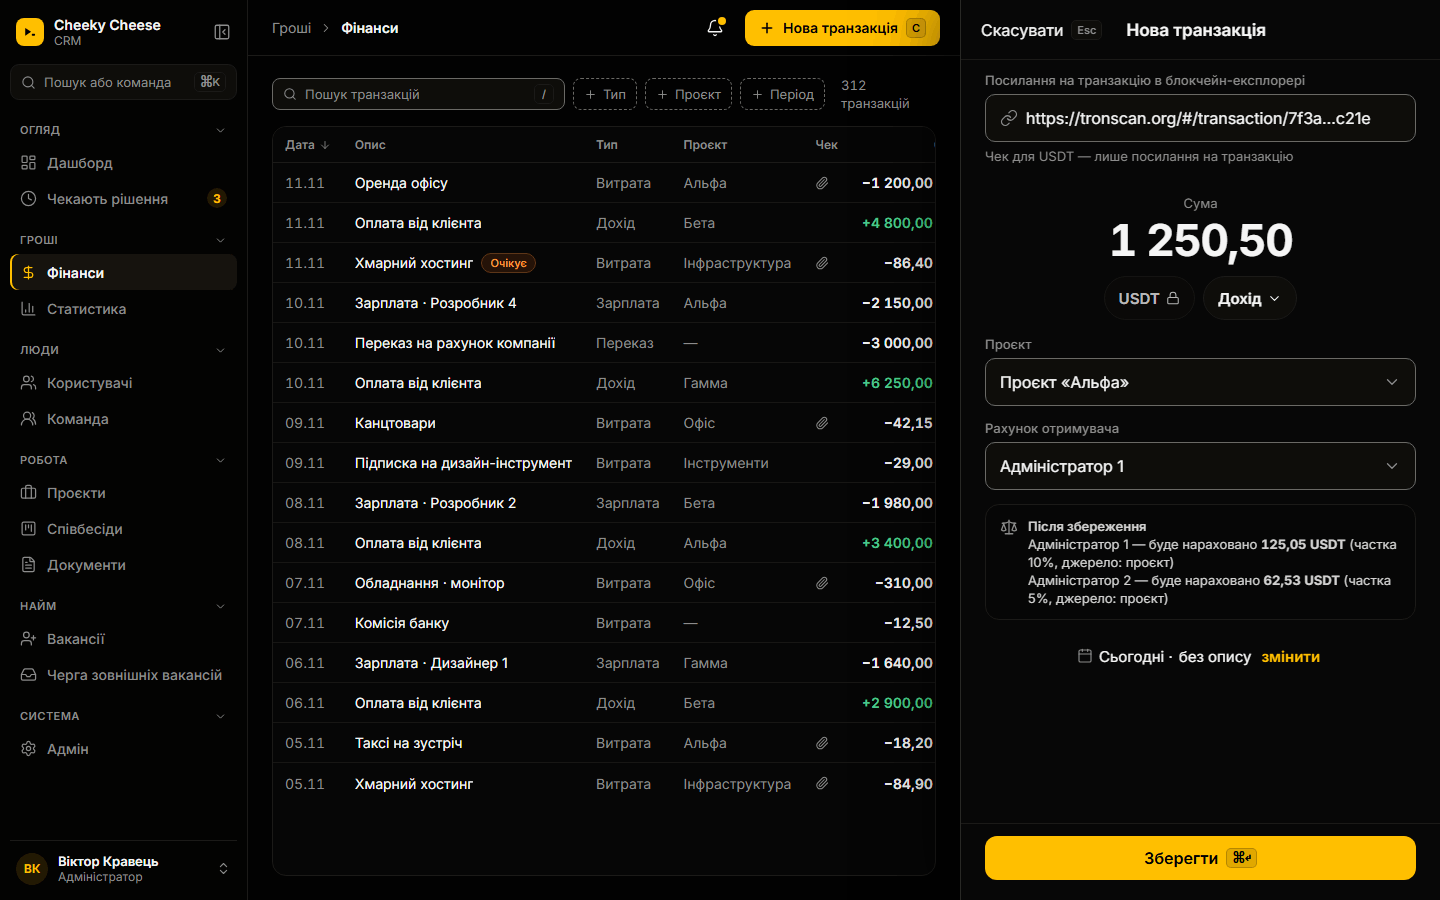 Cheeky Cheese
CRM
Пошук або команда ⌘K
ОГЛЯД
Дашборд
Чекають рішення 3
ГРОШІ
Фінанси
Статистика
ЛЮДИ
Користувачі
Команда
РОБОТА
Проєкти
Співбесіди
Документи
НАЙМ
Вакансії
Черга зовнішніх вакансій
СИСТЕМА
Адмін
ВК
Віктор Кравець
Адміністратор
Гроші > Фінанси
+ Нова транзакція C
Пошук транзакцій /
+ Тип
+ Проєкт
+ Період
312 транзакцій
Дата ↓ Опис Тип Проєкт Чек
11.11 Оренда офісу Витрата Альфа −1 200,00
11.11 Оплата від клієнта Дохід Бета +4 800,00
11.11 Хмарний хостинг Очікує Витрата Інфраструктура −86,40
10.11 Зарплата · Розробник 4 Зарплата Альфа −2 150,00
10.11 Переказ на рахунок компанії Переказ — −3 000,00
10.11 Оплата від клієнта Дохід Гамма +6 250,00
09.11 Канцтовари Витрата Офіс −42,15
09.11 Підписка на дизайн-інструмент Витрата Інструменти −29,00
08.11 Зарплата · Розробник 2 Зарплата Бета −1 980,00
08.11 Оплата від клієнта Дохід Альфа +3 400,00
07.11 Обладнання · монітор Витрата Офіс −310,00
07.11 Комісія банку Витрата — −12,50
06.11 Зарплата · Дизайнер 1 Зарплата Гамма −1 640,00
06.11 Оплата від клієнта Дохід Бета +2 900,00
05.11 Таксі на зустріч Витрата Альфа −18,20
05.11 Хмарний хостинг Витрата Інфраструктура −84,90
Скасувати Esc Нова транзакція
Посилання на транзакцію в блокчейн-експлорері
https://tronscan.org/#/transaction/7f3a...c21e
Чек для USDT — лише посилання на транзакцію
Сума
1 250,50
USDT
Дохід
Проєкт
Проєкт «Альфа»
Рахунок отримувача
Адміністратор 1
Після збереження
Адміністратор 1 — буде нараховано 125,05 USDT (частка
10%, джерело: проєкт)
Адміністратор 2 — буде нараховано 62,53 USDT (частка
5%, джерело: проєкт)
Сьогодні · без опису змінити
Зберегти ⌘↵